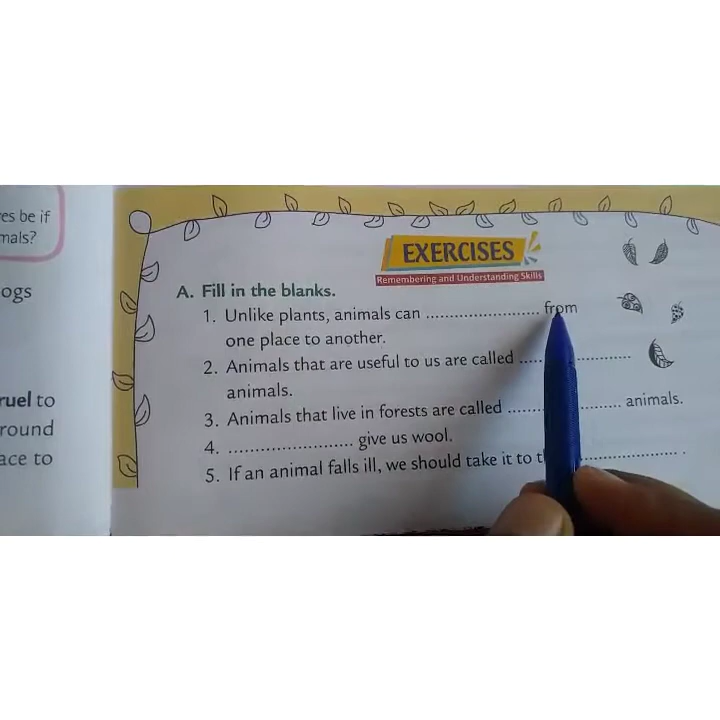 es be if
mals?
ogs
ruel to
round
ace to
EXERCISES
Remembering and Understanding Skills
A. Fill in the blanks.
1. Unlike plants, animals can ........................ from
one place to another.
2. Animals that are useful to us are called ........................
animals.
3. Animals that live in forests are called ........................ animals.
4. ........................ give us wool.
5. If an animal falls ill, we should take it to ........................ .